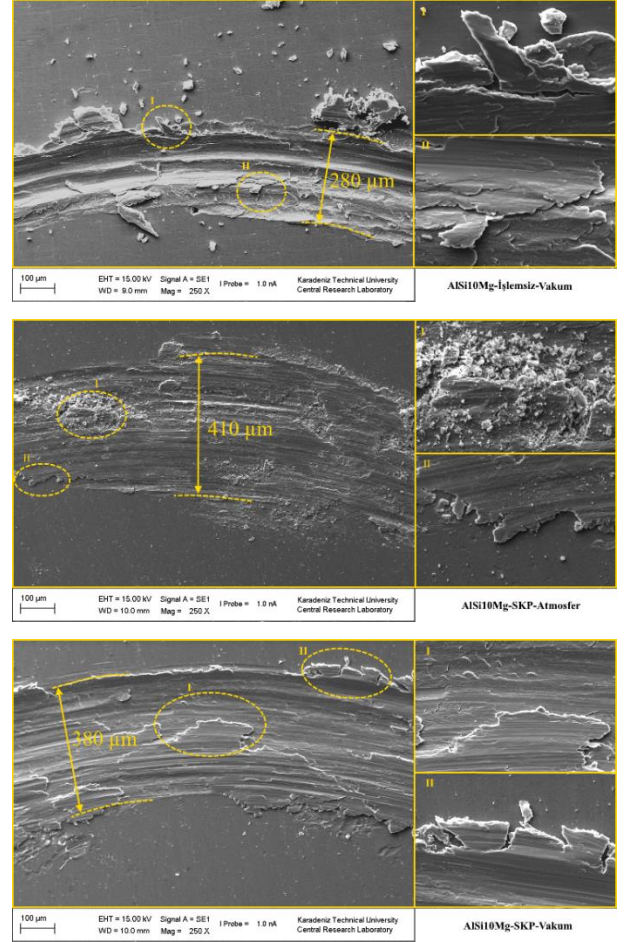 I
I
II
280 µm
II
100 µm
EHT = 15.00 kV Signal A = SE1 I Probe = 1.0 nA Karadeniz Technical University
WD = 9.0 mm Mag = 250 X Central Research Laboratory
AlSi10Mg-İşlemsiz-Vakum
I
I
410 µm
II
II
100 µm
EHT = 15.00 kV Signal A = SE1 I Probe = 1.0 nA Karadeniz Technical University
WD = 10.0 mm Mag = 250 X Central Research Laboratory
AlSi10Mg-SKP-Atmosfer
II
I
I
380 µm
II
100 µm
EHT = 15.00 kV Signal A = SE1 I Probe = 1.0 nA Karadeniz Technical University
WD = 10.0 mm Mag = 250 X Central Research Laboratory
AlSi10Mg-SKP-Vakum